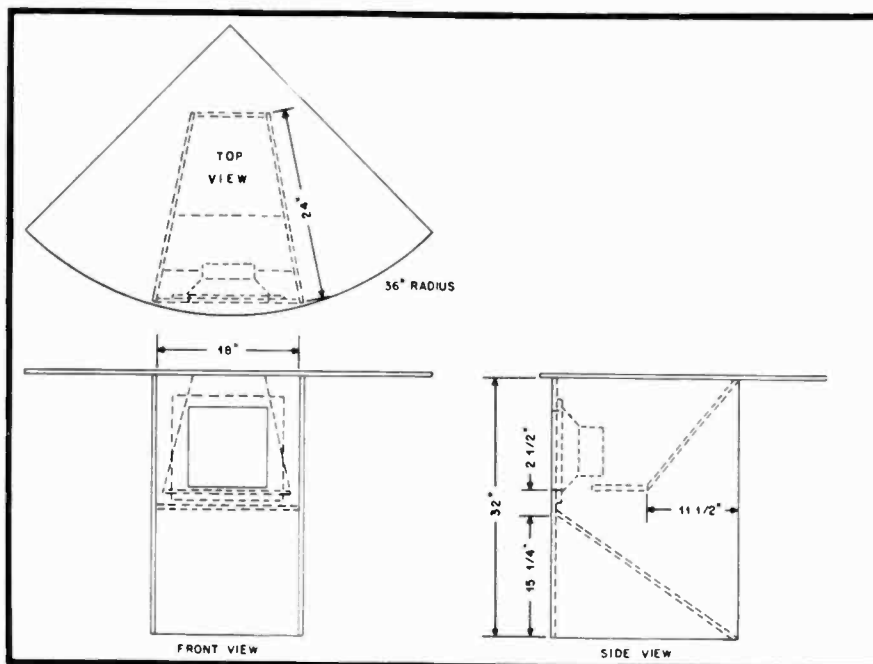 TOP
VIEW
24"
36" RADIUS
18"
32"
2 1/2"
15 1/4"
11 1/2"
FRONT VIEW
SIDE VIEW